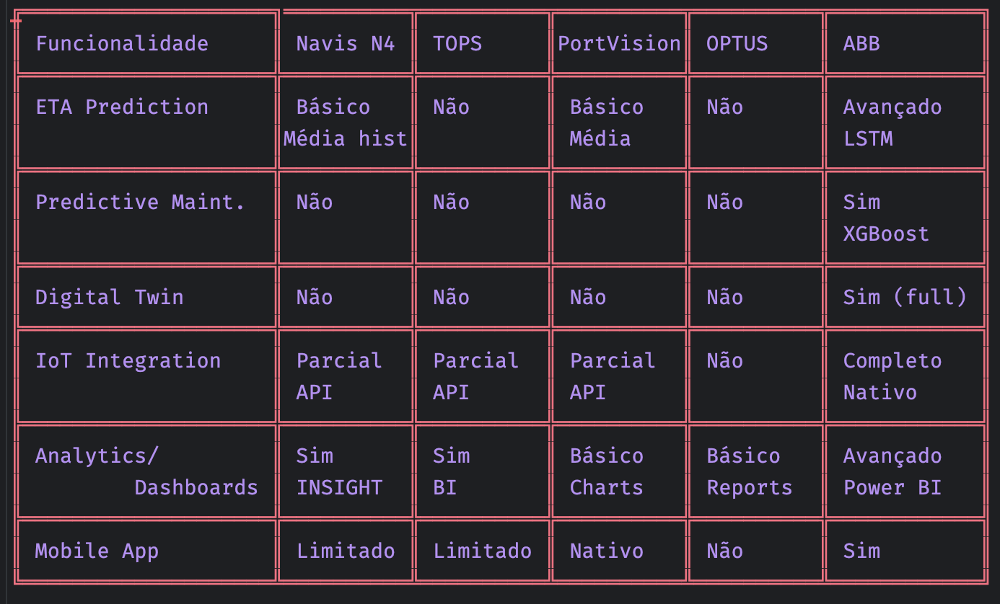 Funcionalidade Navis N4 TOPS PortVision OPTUS ABB
ETA Prediction Básico Não Básico Não Avançado
Média hist Média LSTM
Predictive Maint. Não Não Não Não Sim
XGBoost
Digital Twin Não Não Não Não Sim (full)
IoT Integration Parcial Parcial Parcial Não Completo
API API API Nativo
Analytics/ Sim Sim Básico Básico Avançado
Dashboards INSIGHT BI Charts Reports Power BI
Mobile App Limitado Limitado Nativo Não Sim